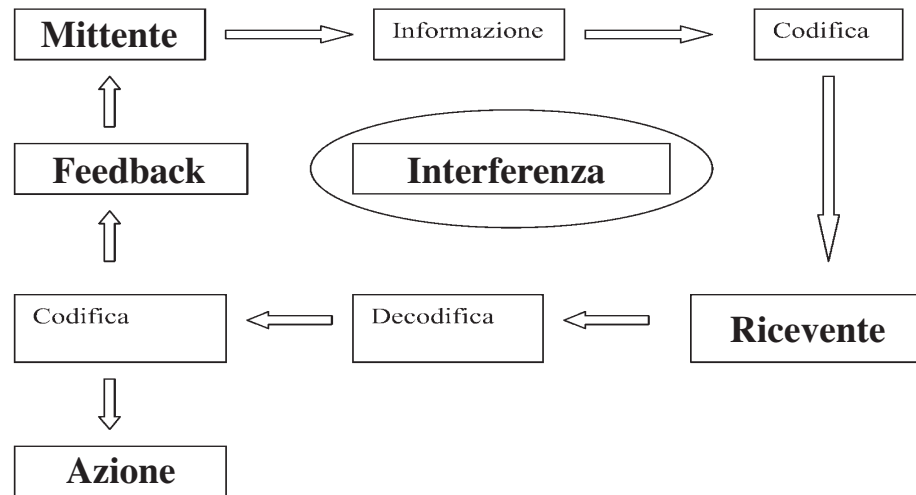 Mittente
Informazione
Codifica
Feedback
Interferenza
Codifica
Decodifica
Ricevente
Azione